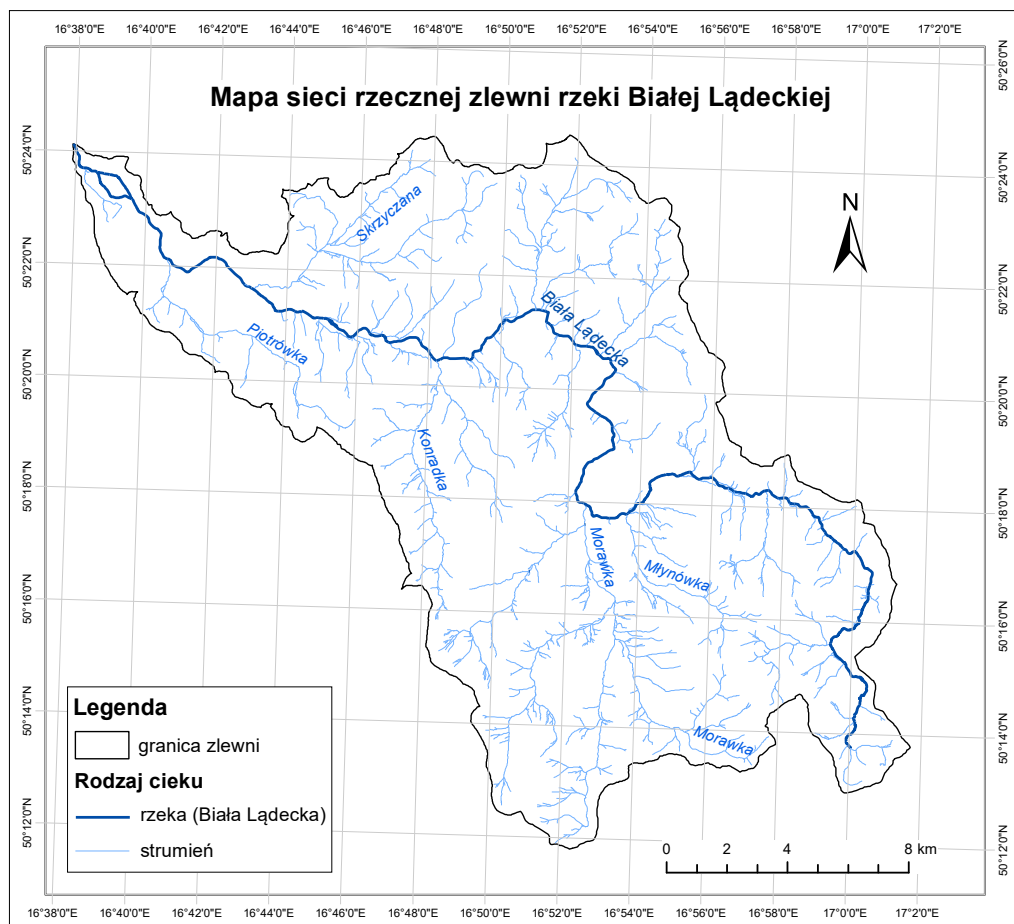 16°38'0"E 16°40'0"E 16°42'0"E 16°44'0"E 16°46'0"E 16°48'0"E 16°50'0"E 16°52'0"E 16°54'0"E 16°56'0"E 16°58'0"E 17°0'0"E 17°2'0"E
Mapa sieci rzecznej zlewni rzeki Białej Lądeckiej
50°26'0"N
50°24'0"N
50°24'0"N
N
Skrzyczana
50°22'0"N
50°22'0"N
Biała Lądecka
Piotrówka
50°20'0"N
50°20'0"N
Konradka
50°18'0"N
50°18'0"N
Morawka
Młynówka
50°16'0"N
50°16'0"N
Morawka
50°14'0"N
50°14'0"N
Legenda
granica zlewni
Rodzaj cieku
rzeka (Biała Lądecka)
strumień
50°12'0"N
50°12'0"N
0 2 4 8 km
16°38'0"E 16°40'0"E 16°42'0"E 16°44'0"E 16°46'0"E 16°48'0"E 16°50'0"E 16°52'0"E 16°54'0"E 16°56'0"E 16°58'0"E 17°0'0"E 17°2'0"E